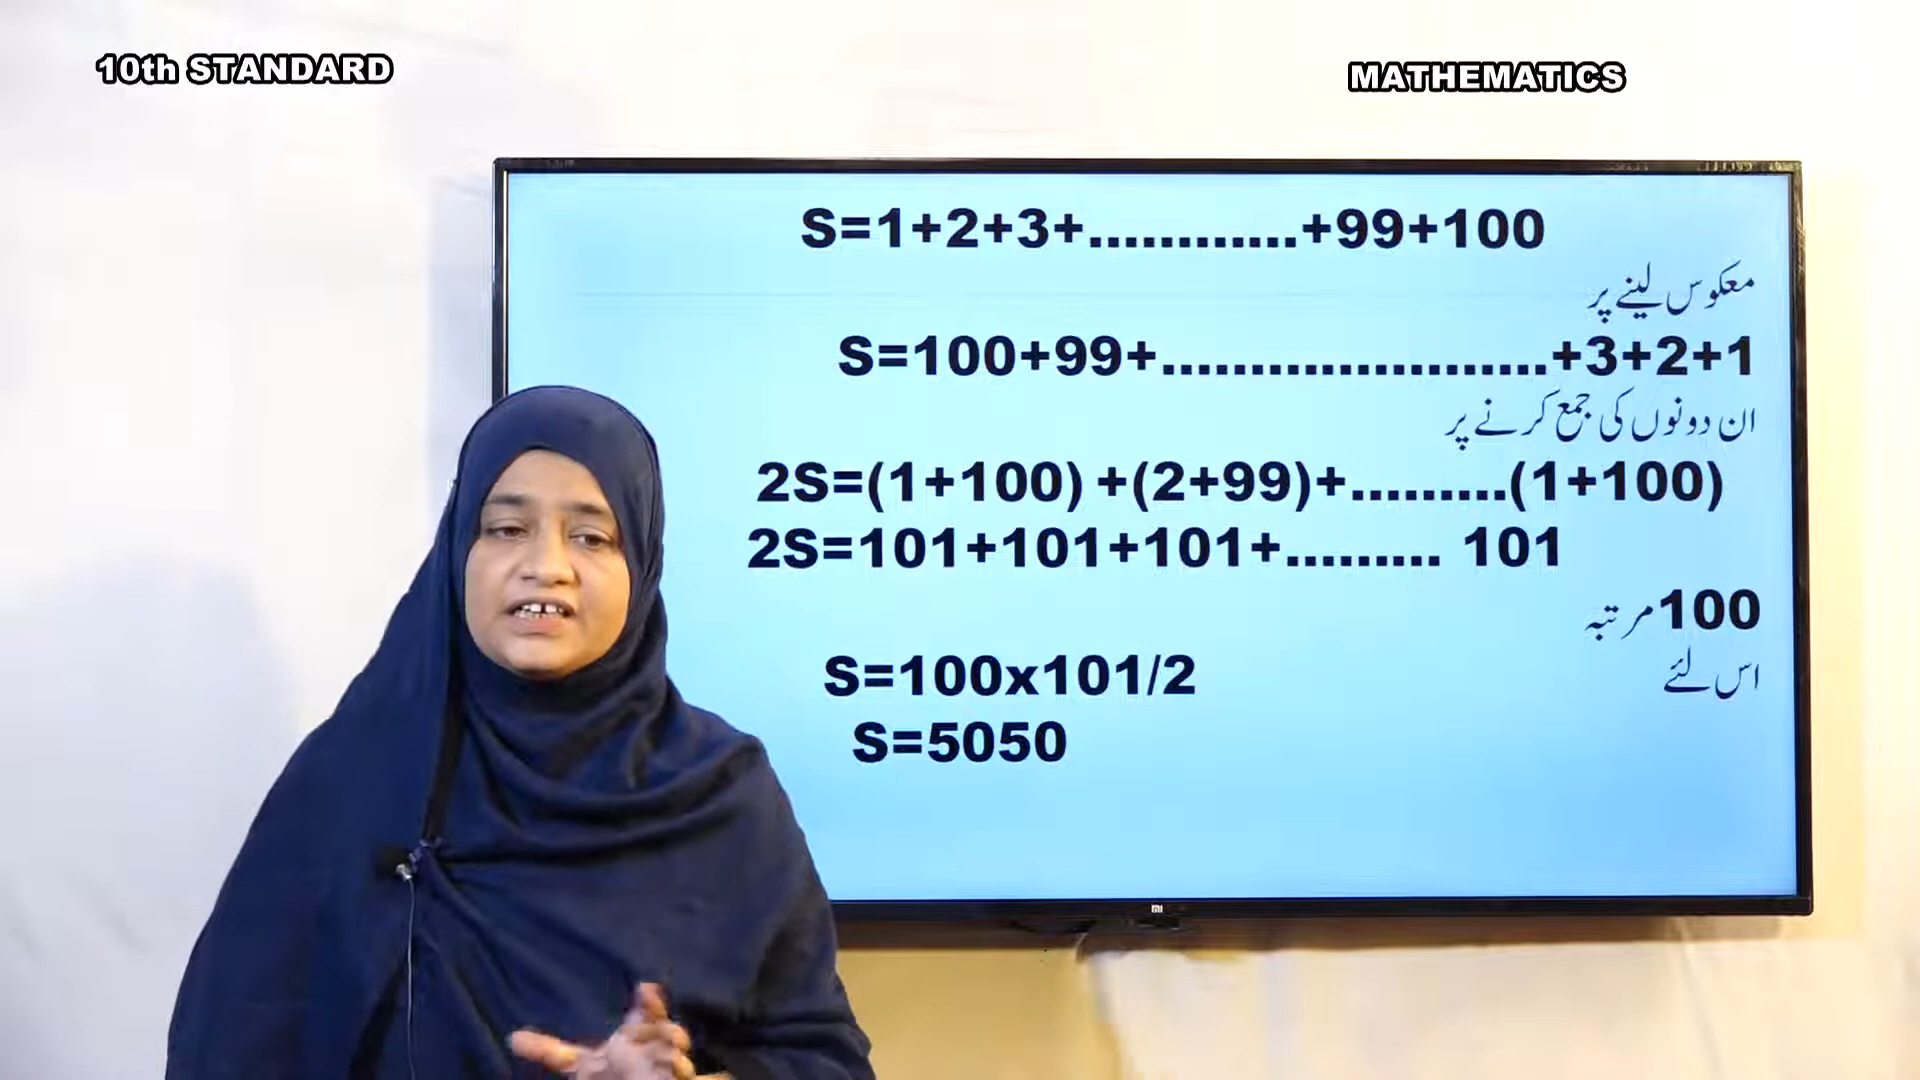 10th STANDARD
MATHEMATICS
S=1+2+3+............+99+100
معکوس لینے پر
S=100+99+......................+3+2+1
ان دونوں کی جمع کرنے پر
2S=(1+100) +(2+99)+.........(1+100)
2S=101+101+101+......... 101
100مرتبہ
S=100x101/2
اس لئے
S=5050
mi